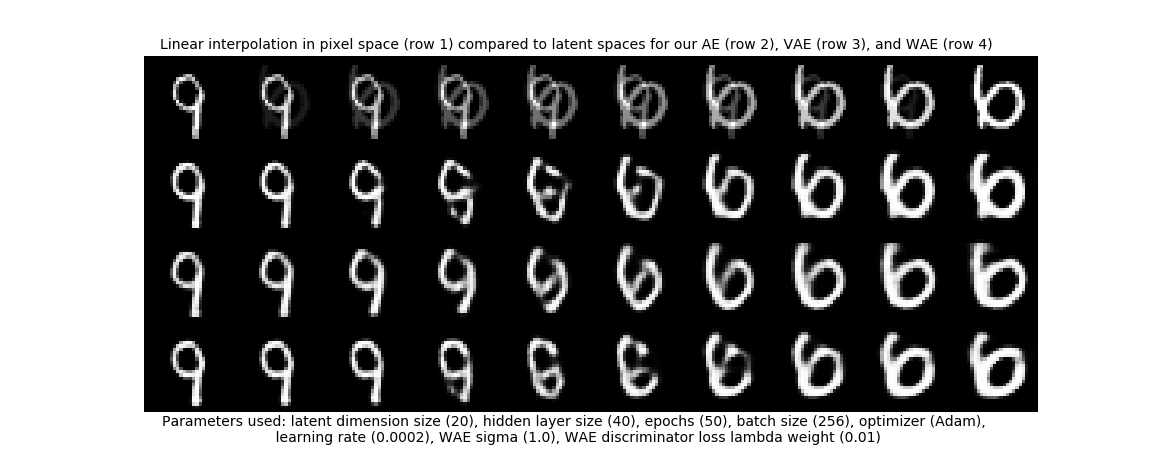 Linear interpolation in pixel space (row 1) compared to latent spaces for our AE (row 2), VAE (row 3), and WAE (row 4)
Parameters used: latent dimension size (20), hidden layer size (40), epochs (50), batch size (256), optimizer (Adam),
learning rate (0.0002), WAE sigma (1.0), WAE discriminator loss lambda weight (0.01)